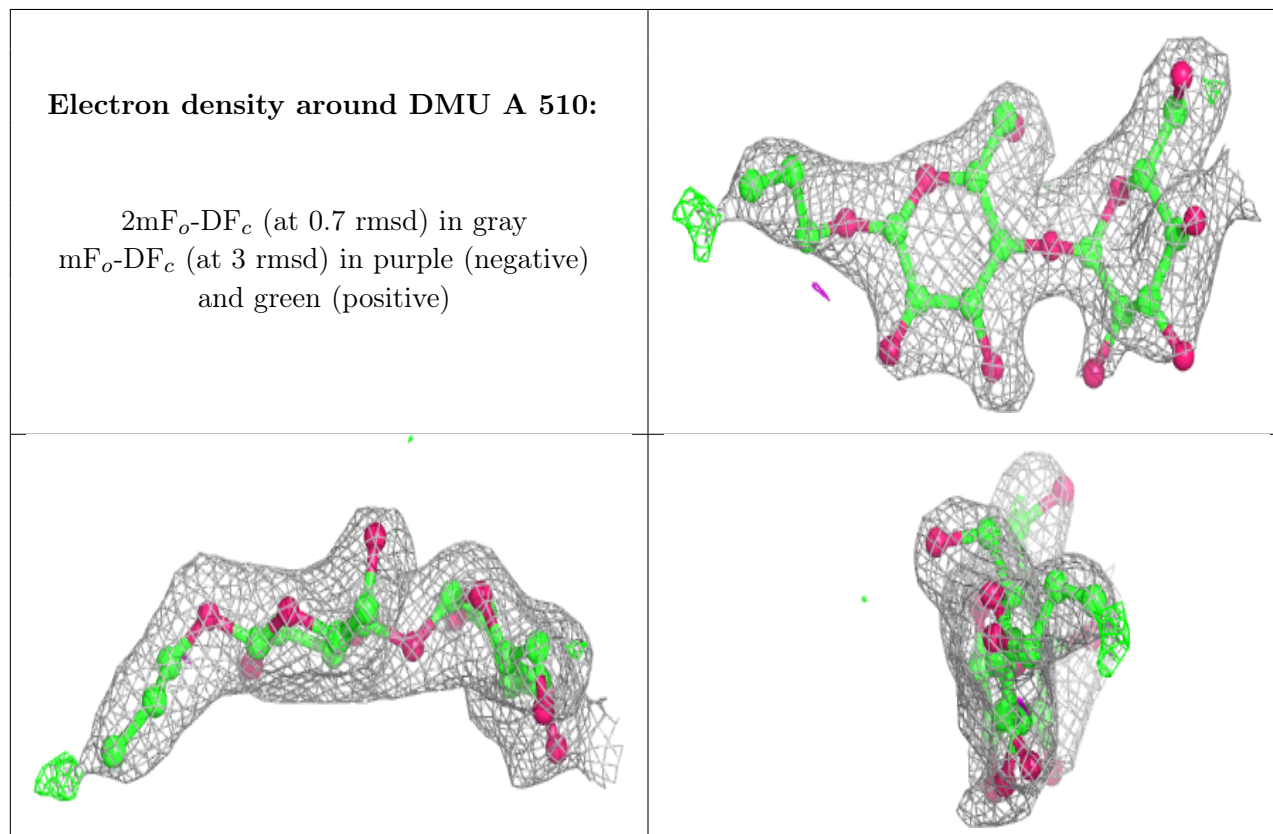 Electron density around DMU A 510:
2mFo-DFc (at 0.7 rmsd) in gray
mFo-DFc (at 3 rmsd) in purple (negative)
and green (positive)